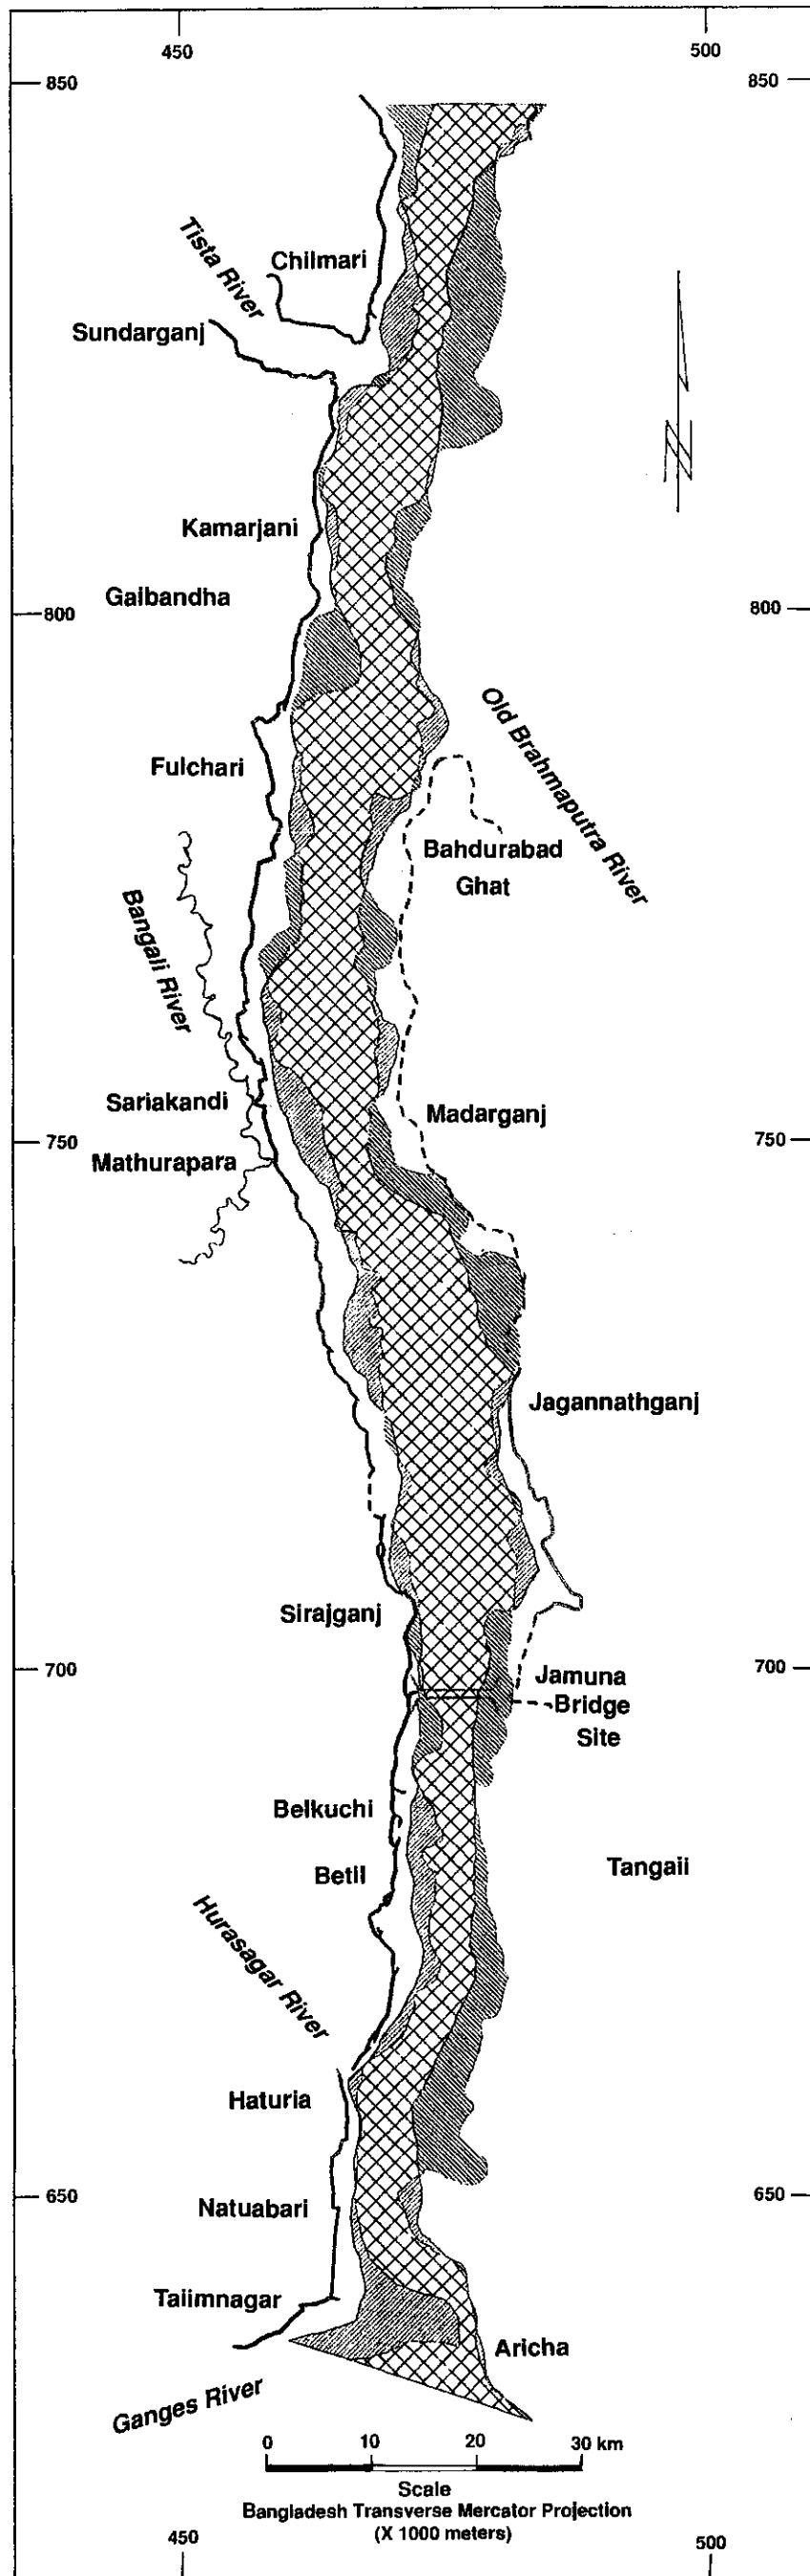 450 500
850 850
Tista River
Chilmari
Sundarganj
Kamarjani
Galbandha
800 800
Old Brahmaputra River
Fulchari
Bahdurabad
Ghat
Bangali River
Sariakandi
Madarganj
750 750
Mathurapara
Jagannathganj
Sirajganj
700 700
Jamuna
Bridge
Site
Belkuchi
Betil
Tangaii
Hurasagar River
Haturia
650 650
Natuabari
Taiimnagar
Aricha
Ganges River
0 10 20 30 km
Scale
Bangladesh Transverse Mercator Projection
(X 1000 meters)
450 500